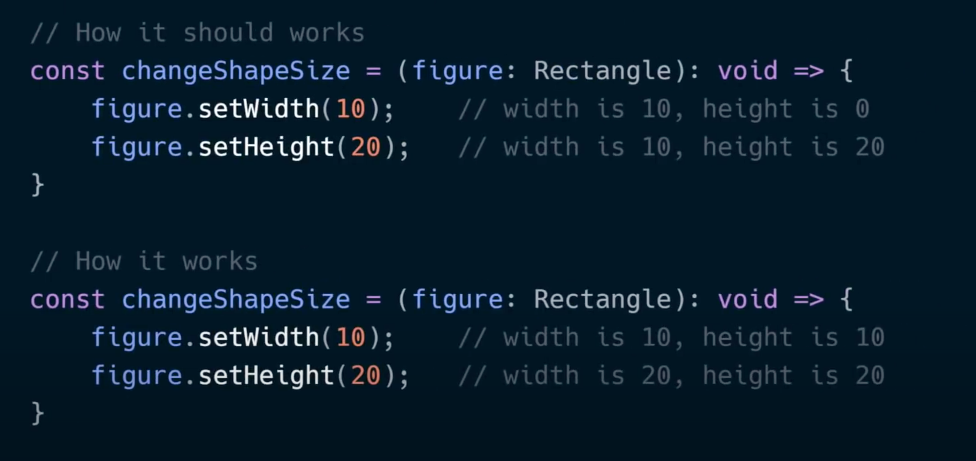 // How it should works
const changeShapeSize = (figure: Rectangle): void => {
    figure.setWidth(10);    // width is 10, height is 0
    figure.setHeight(20);   // width is 10, height is 20
}

// How it works
const changeShapeSize = (figure: Rectangle): void => {
    figure.setWidth(10);    // width is 10, height is 10
    figure.setHeight(20);   // width is 20, height is 20
}